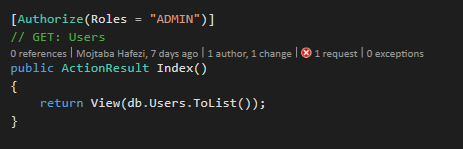 [Authorize(Roles = "ADMIN")]
// GET: Users
0 references | Mojtaba Hafezi, 7 days ago | 1 author, 1 change | 1 request | 0 exceptions
public ActionResult Index()
{
    return View(db.Users.ToList());
}